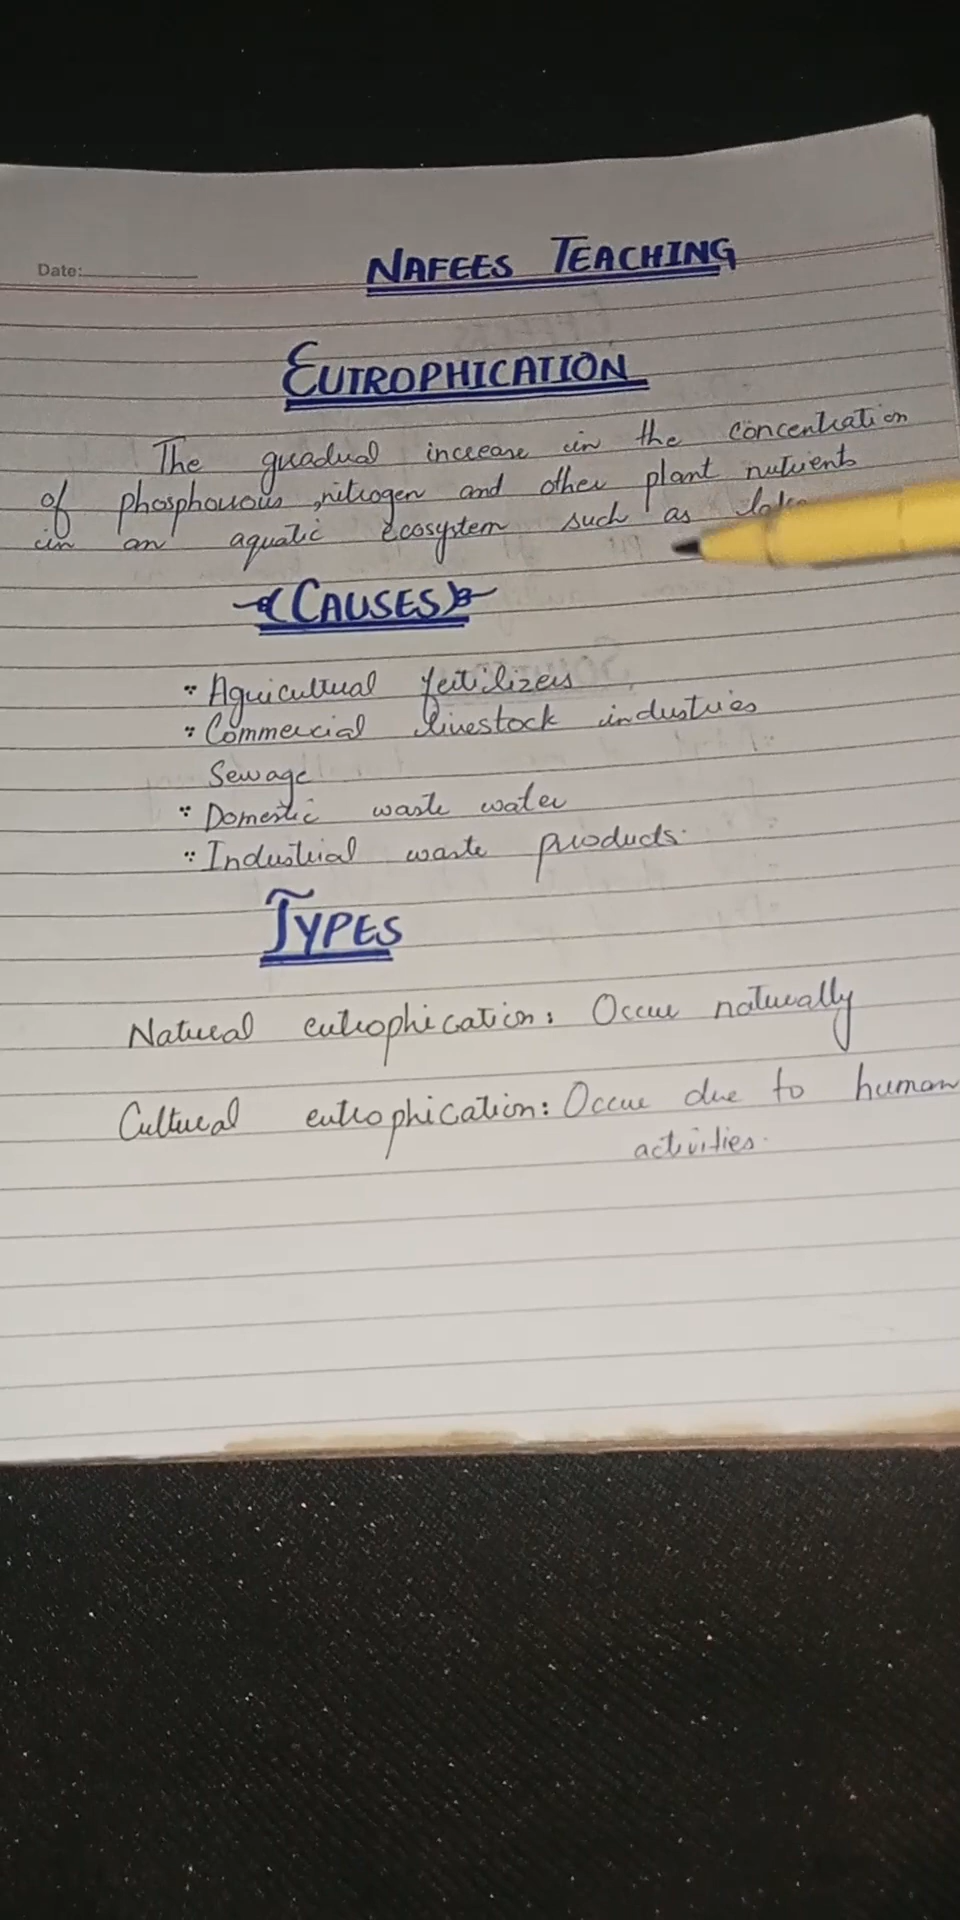 Date:
NAFEES TEACHING
EUTROPHICATION
The gradual increase in the concentration
of phosphorous, nitrogen and other plant nutrients
in an aquatic ecosystem such as
CAUSES
Agricultural fertilizers
Commercial livestock industries
Sewage
Domestic waste water
Industrial waste products.
TYPES
Natural eutrophication: Occur naturally
Cultural eutrophication: Occur due to human
activities.